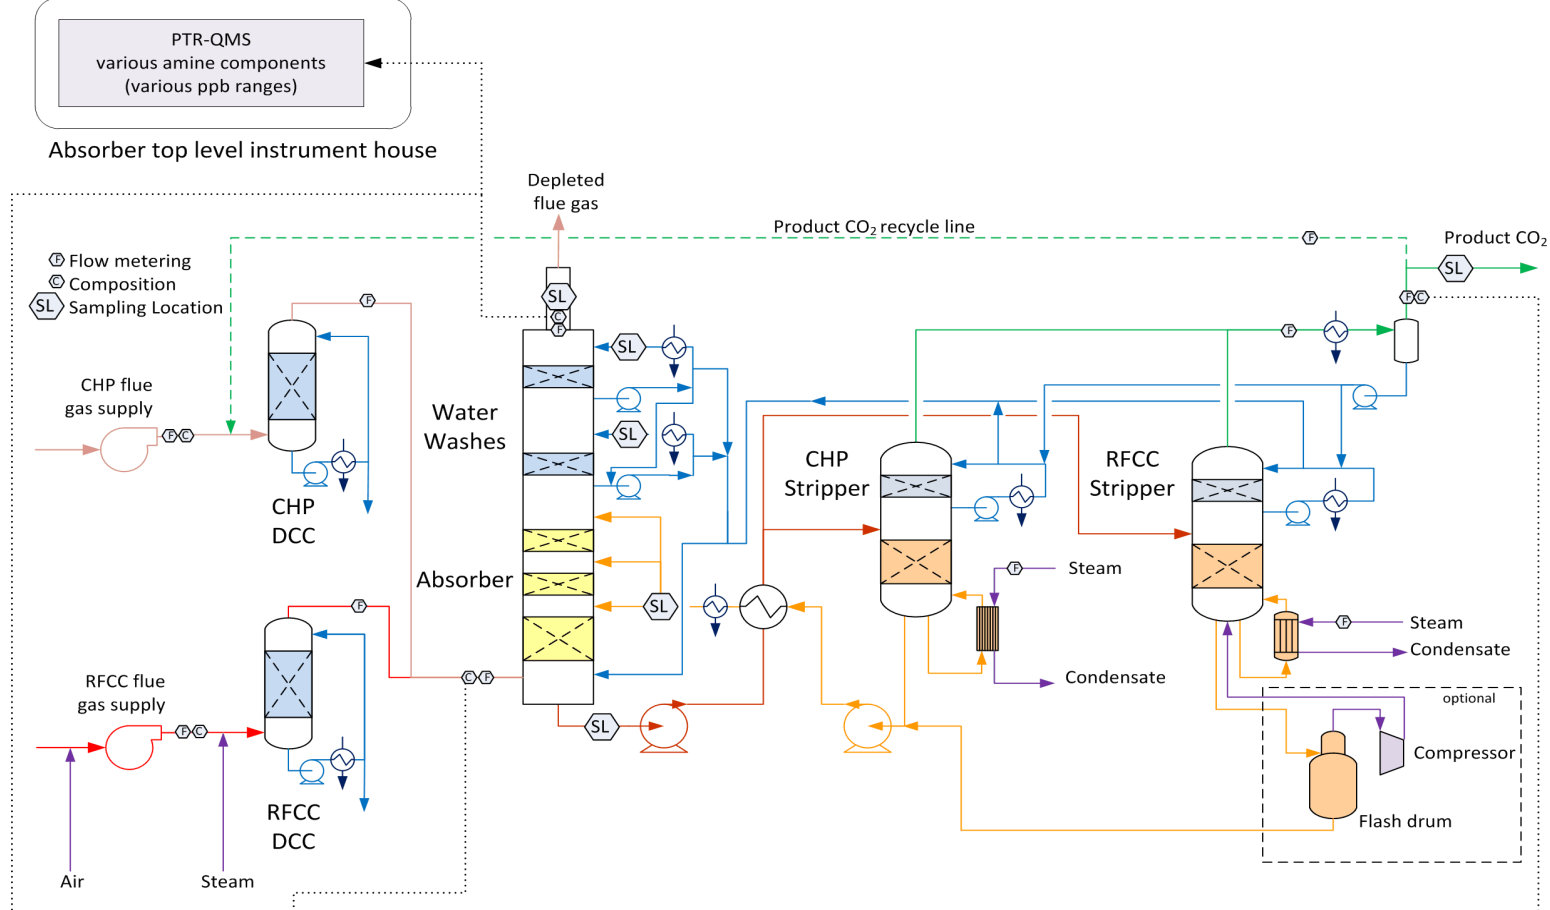 PTR-QMS
various amine components
(various ppb ranges)
Absorber top level instrument house
Depleted
flue gas
Product CO₂ recycle line
F
Product CO₂
SL
F Flow metering
C Composition
SL Sampling Location
SL
C
F
F
F C
F
SL
CHP flue
gas supply
F C
Water
Washes
SL
CHP
Stripper
RFCC
Stripper
CHP
DCC
Absorber
SL
F
Steam
F
F
Steam
Condensate
RFCC flue
gas supply
C F
Condensate
optional
SL
F C
Compressor
RFCC
DCC
Flash drum
Air
Steam